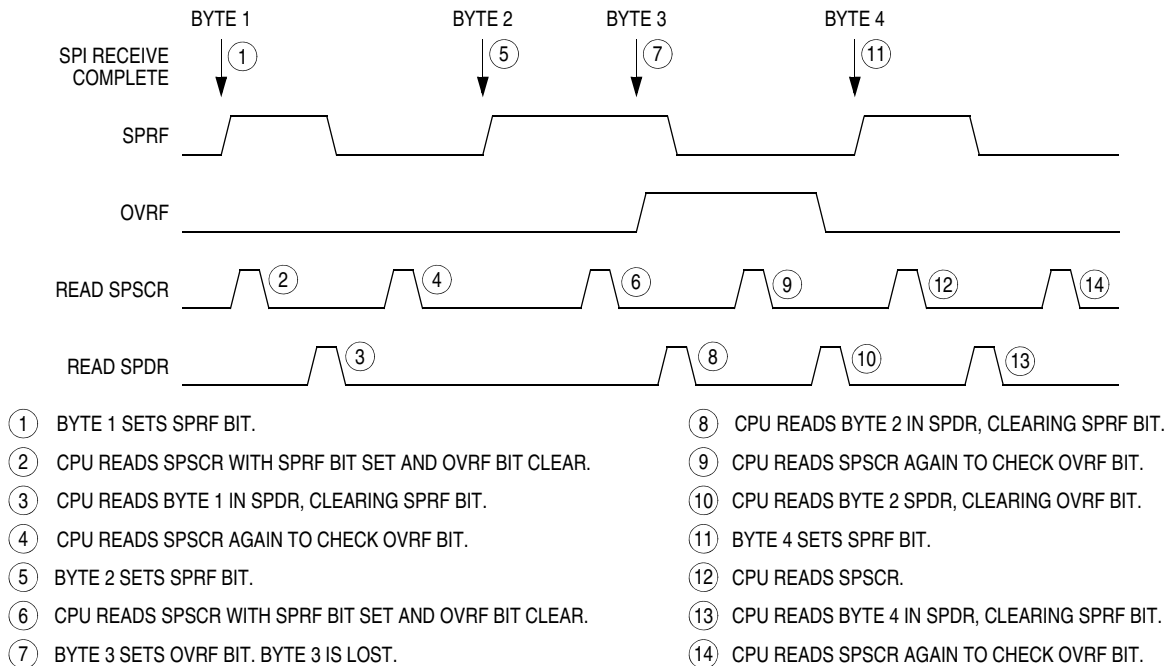 BYTE 1 BYTE 2 BYTE 3 BYTE 4
SPI RECEIVE
COMPLETE
1 5 7 11
SPRF
OVRF
READ SPSCR
2 4 6 9 12 14
READ SPDR
3 8 10 13
1 BYTE 1 SETS SPRF BIT.
2 CPU READS SPSCR WITH SPRF BIT SET AND OVRF BIT CLEAR.
3 CPU READS BYTE 1 IN SPDR, CLEARING SPRF BIT.
4 CPU READS SPSCR AGAIN TO CHECK OVRF BIT.
5 BYTE 2 SETS SPRF BIT.
6 CPU READS SPSCR WITH SPRF BIT SET AND OVRF BIT CLEAR.
7 BYTE 3 SETS OVRF BIT. BYTE 3 IS LOST.
8 CPU READS BYTE 2 IN SPDR, CLEARING SPRF BIT.
9 CPU READS SPSCR AGAIN TO CHECK OVRF BIT.
10 CPU READS BYTE 2 SPDR, CLEARING OVRF BIT.
11 BYTE 4 SETS SPRF BIT.
12 CPU READS SPSCR.
13 CPU READS BYTE 4 IN SPDR, CLEARING SPRF BIT.
14 CPU READS SPSCR AGAIN TO CHECK OVRF BIT.